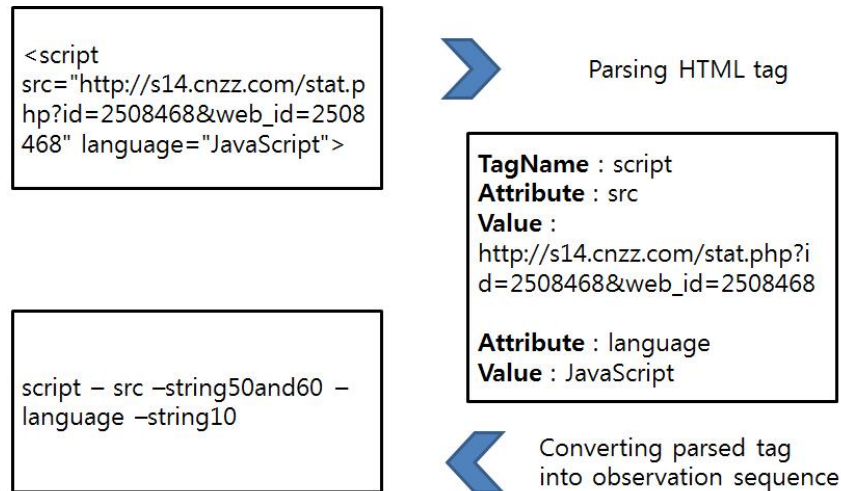 <script
src="http://s14.cnzz.com/stat.p
hp?id=2508468&web_id=2508
468" language="JavaScript">
Parsing HTML tag
TagName : script
Attribute : src
Value :
http://s14.cnzz.com/stat.php?i
d=2508468&web_id=2508468
Attribute : language
Value : JavaScript
Converting parsed tag
into observation sequence
script – src –string50and60 –
language –string10